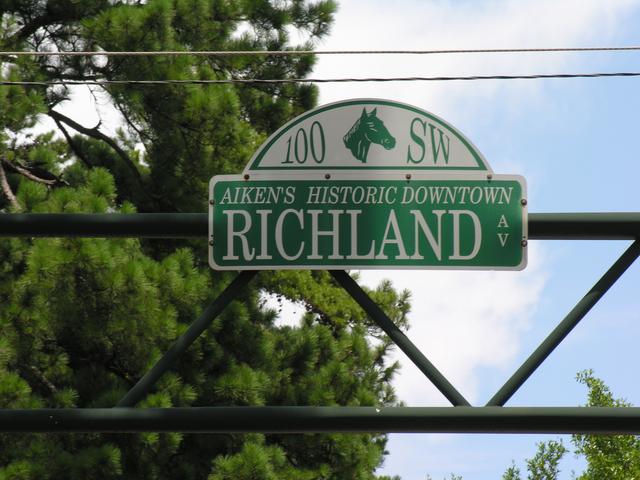 100 SW
AIKEN'S HISTORIC DOWNTOWN
RICHLAND AV